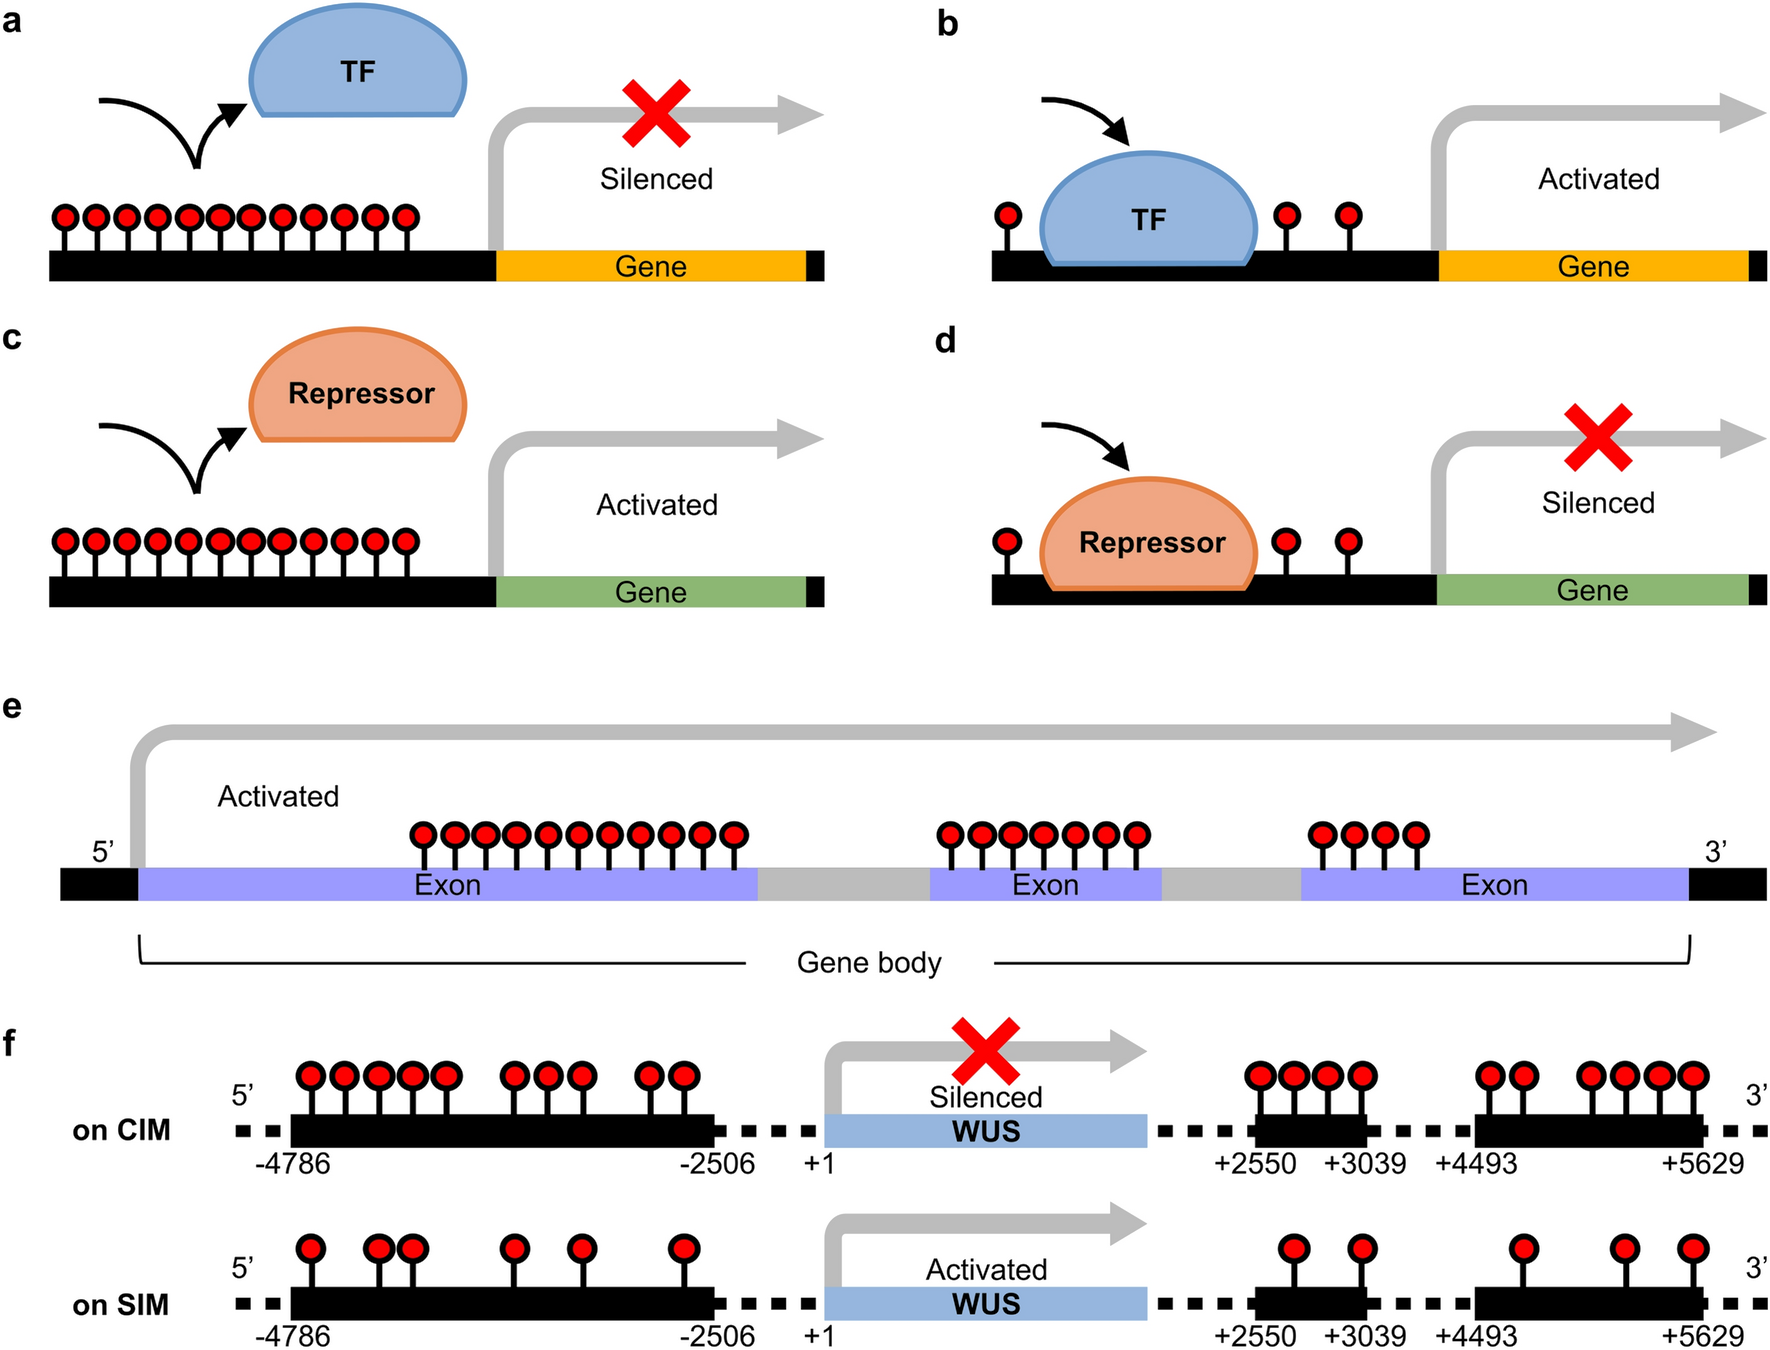 a
TF
Silenced
Gene
b
TF
Activated
Gene
c
Repressor
Activated
Gene
d
Repressor
Silenced
Gene
e
Activated
5’ 3’
Exon Exon Exon
Gene body
f
5’ Silenced 3’
on CIM WUS
-4786 -2506 +1 +2550 +3039 +4493 +5629
5’ Activated 3’
on SIM WUS
-4786 -2506 +1 +2550 +3039 +4493 +5629